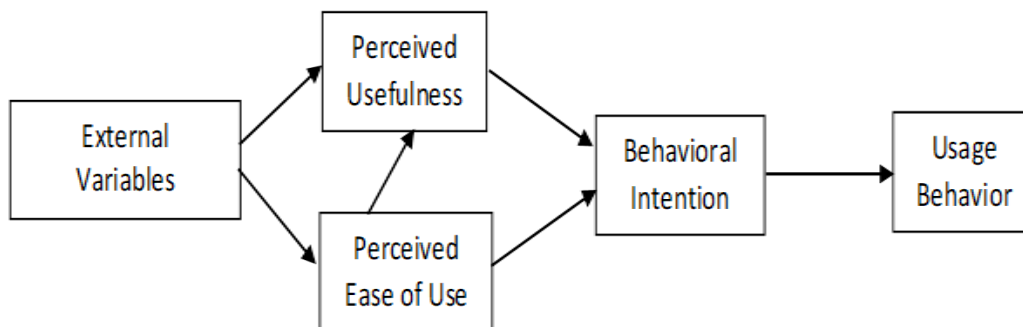 External
Variables
Perceived
Usefulness
Perceived
Ease of Use
Behavioral
Intention
Usage
Behavior